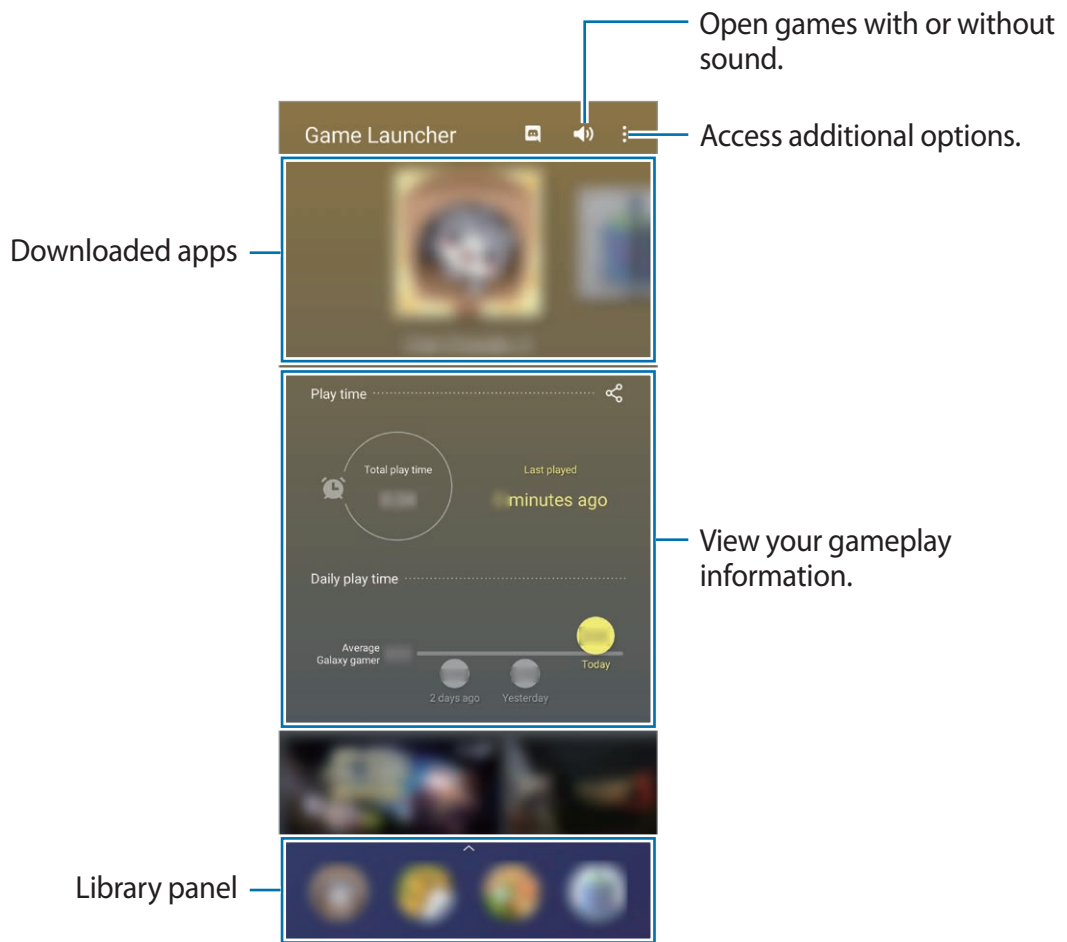 Open games with or without
sound.
Game Launcher
Access additional options.
Downloaded apps
Play time
Total play time
Last played
minutes ago
View your gameplay
information.
Daily play time
Average
Galaxy gamer
Today
2 days ago
Yesterday
Library panel